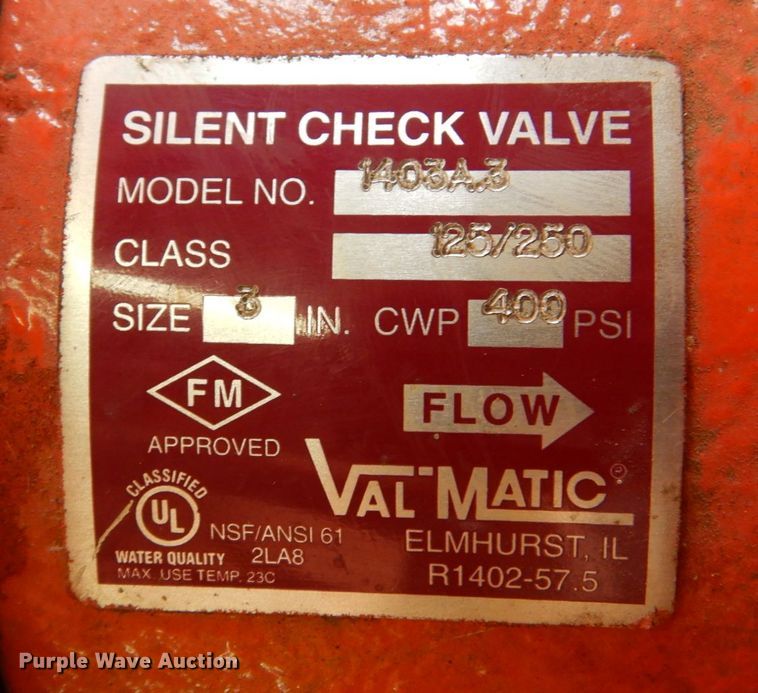 SILENT CHECK VALVE
MODEL NO. 1403A.3
CLASS 125/250
SIZE 3 IN. CWP 400 PSI
FM
APPROVED
FLOW
CLASSIFIED
UL
WATER QUALITY
MAX. USE TEMP. 23C
NSF/ANSI 61
2LA8
VAL-MATIC®
ELMHURST, IL
R1402-57.5
Purple Wave Auction